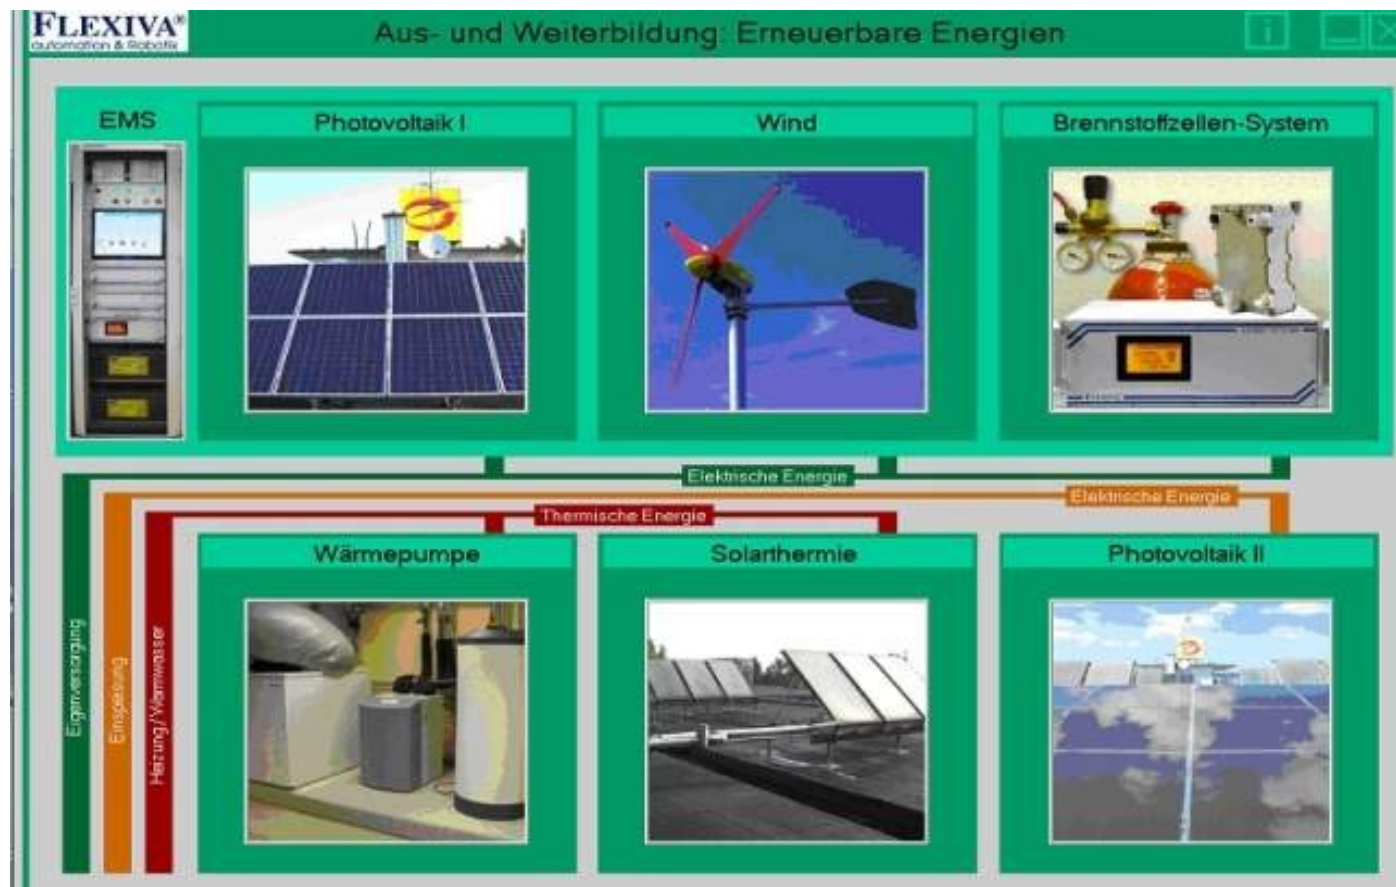 FLEXIVA®
automation & Robotik
Aus- und Weiterbildung: Erneuerbare Energien
i
EMS
Photovoltaik I
Wind
Brennstoffzellen-System
Elektrische Energie
Elektrische Energie
Thermische Energie
Wärmepumpe
Solarthermie
Photovoltaik II
Eigenversorgung
Einspeisung
Heizung/Warmwasser